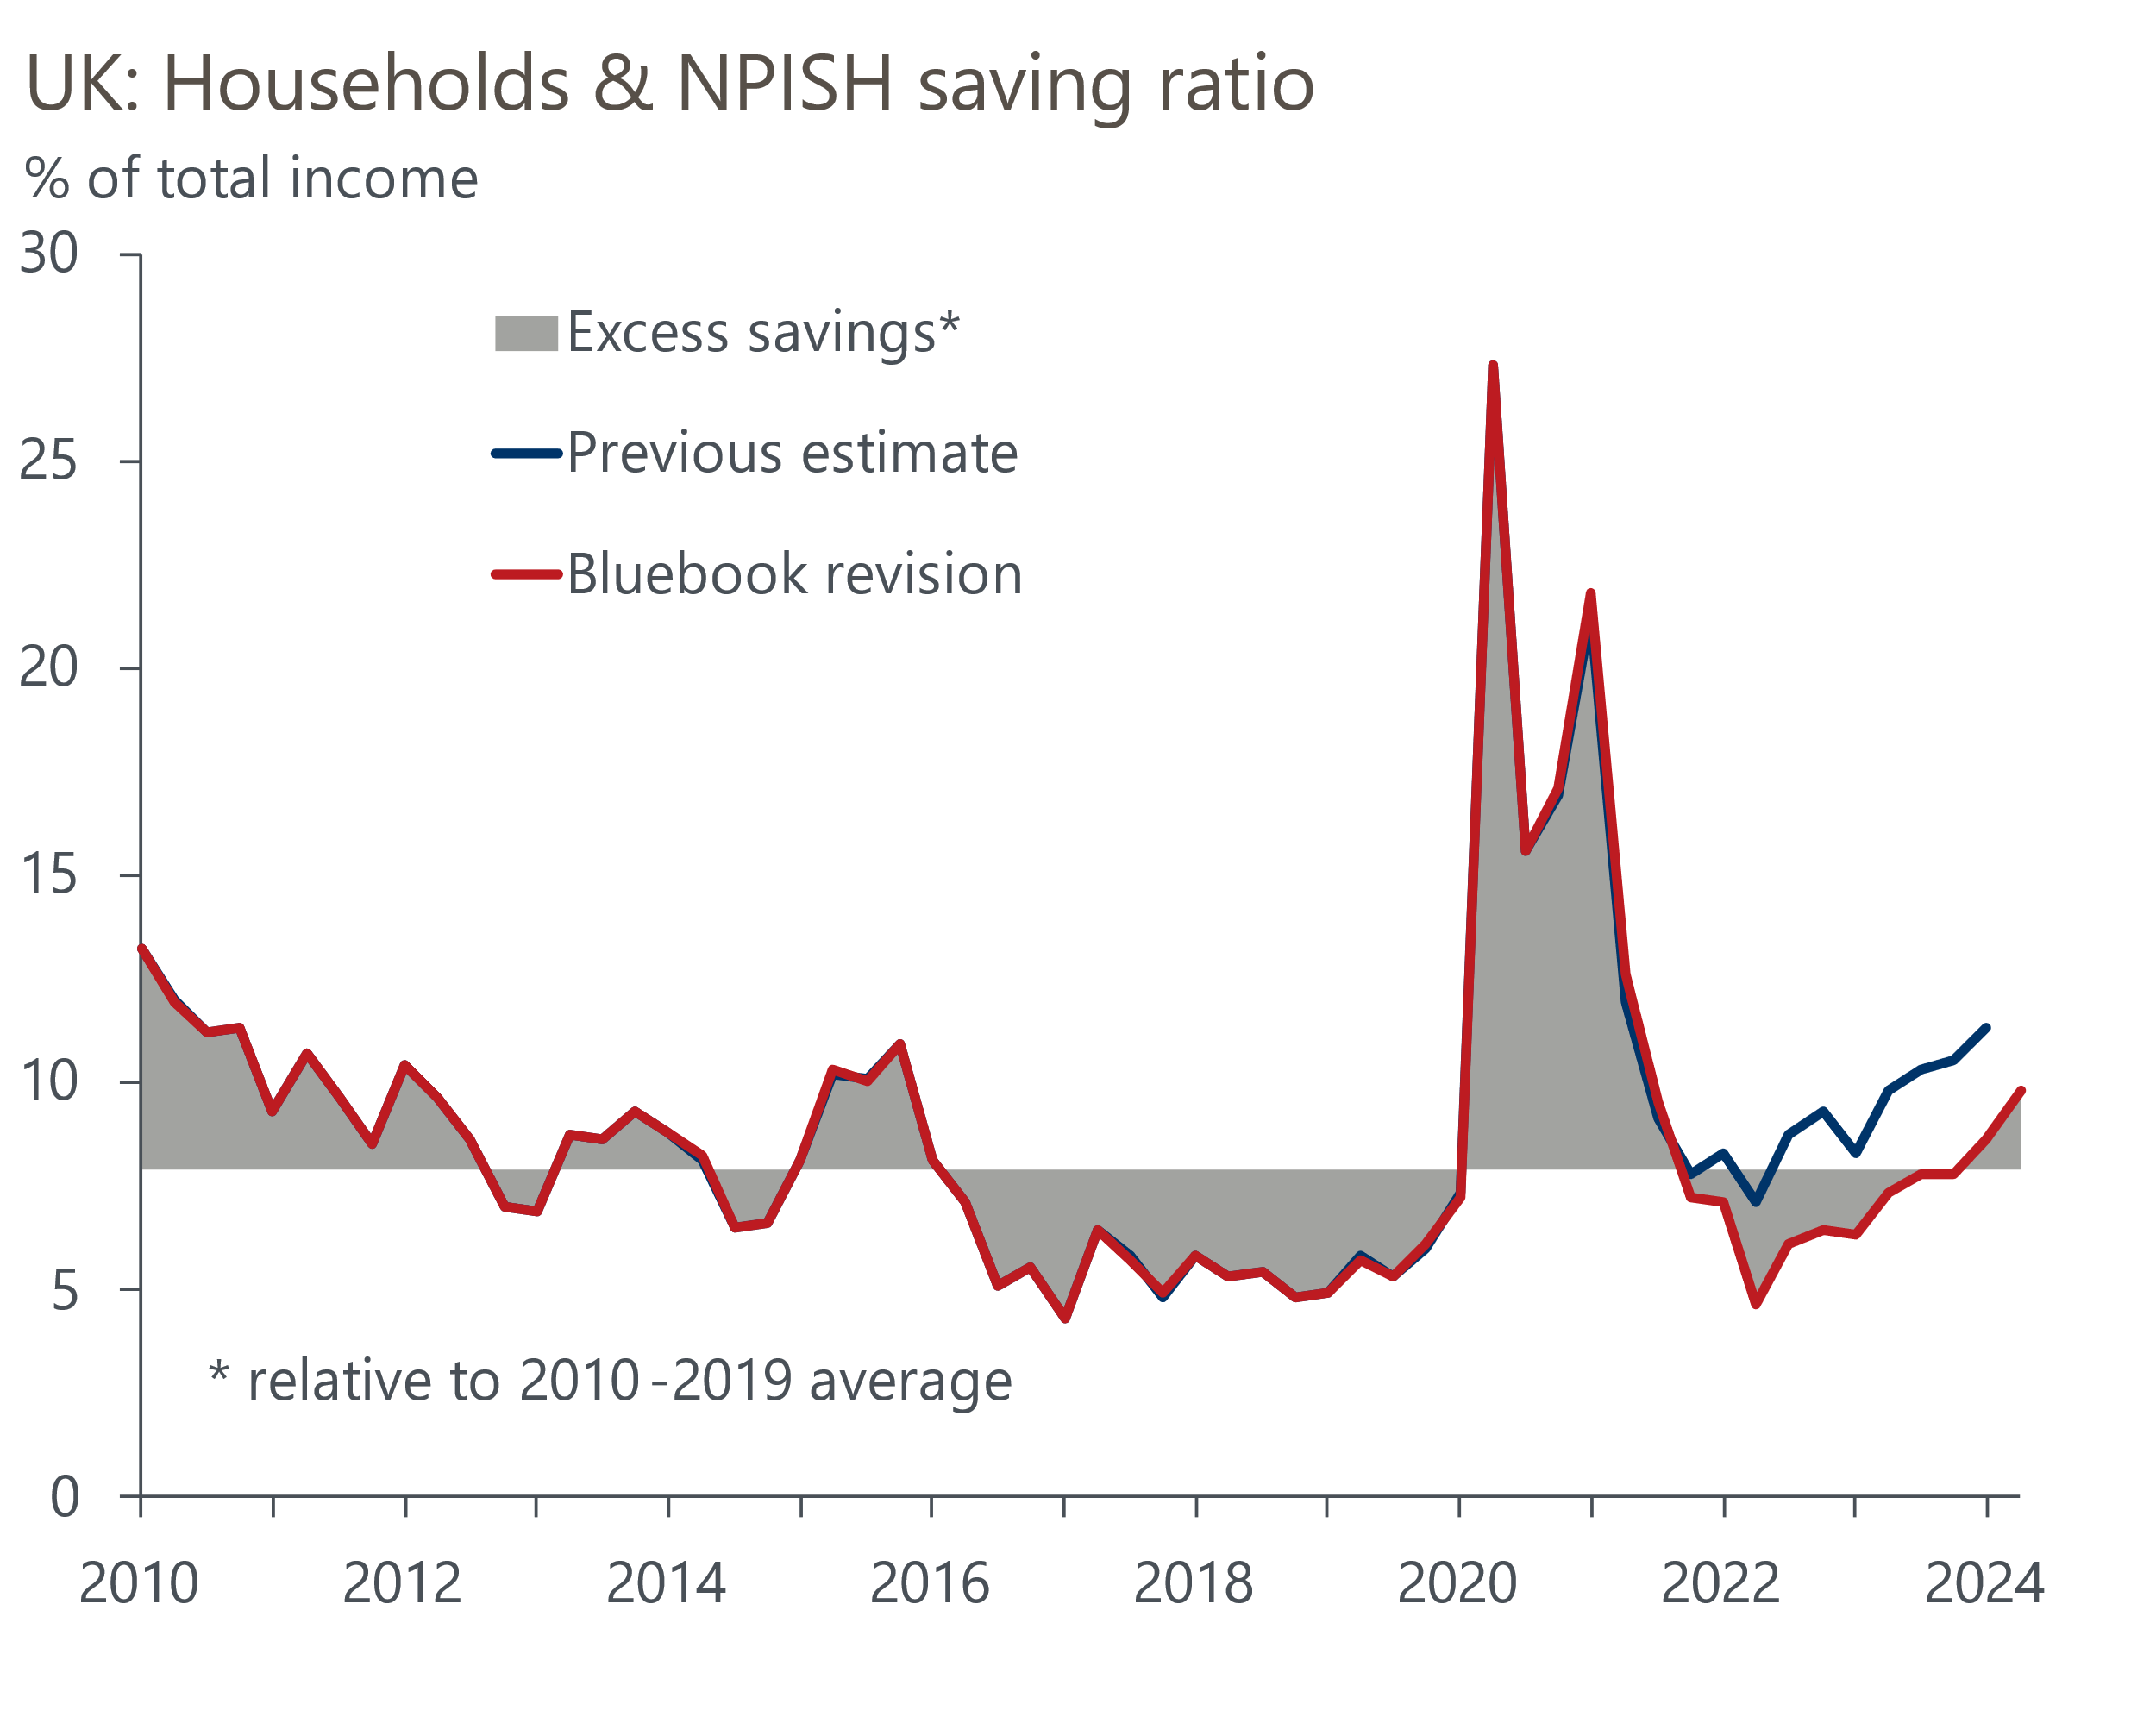 UK: Households & NPISH saving ratio
% of total income
30
Excess savings*
25
Previous estimate
Bluebook revision
20
15
10
5
* relative to 2010-2019 average
0
2010 2012 2014 2016 2018 2020 2022 2024